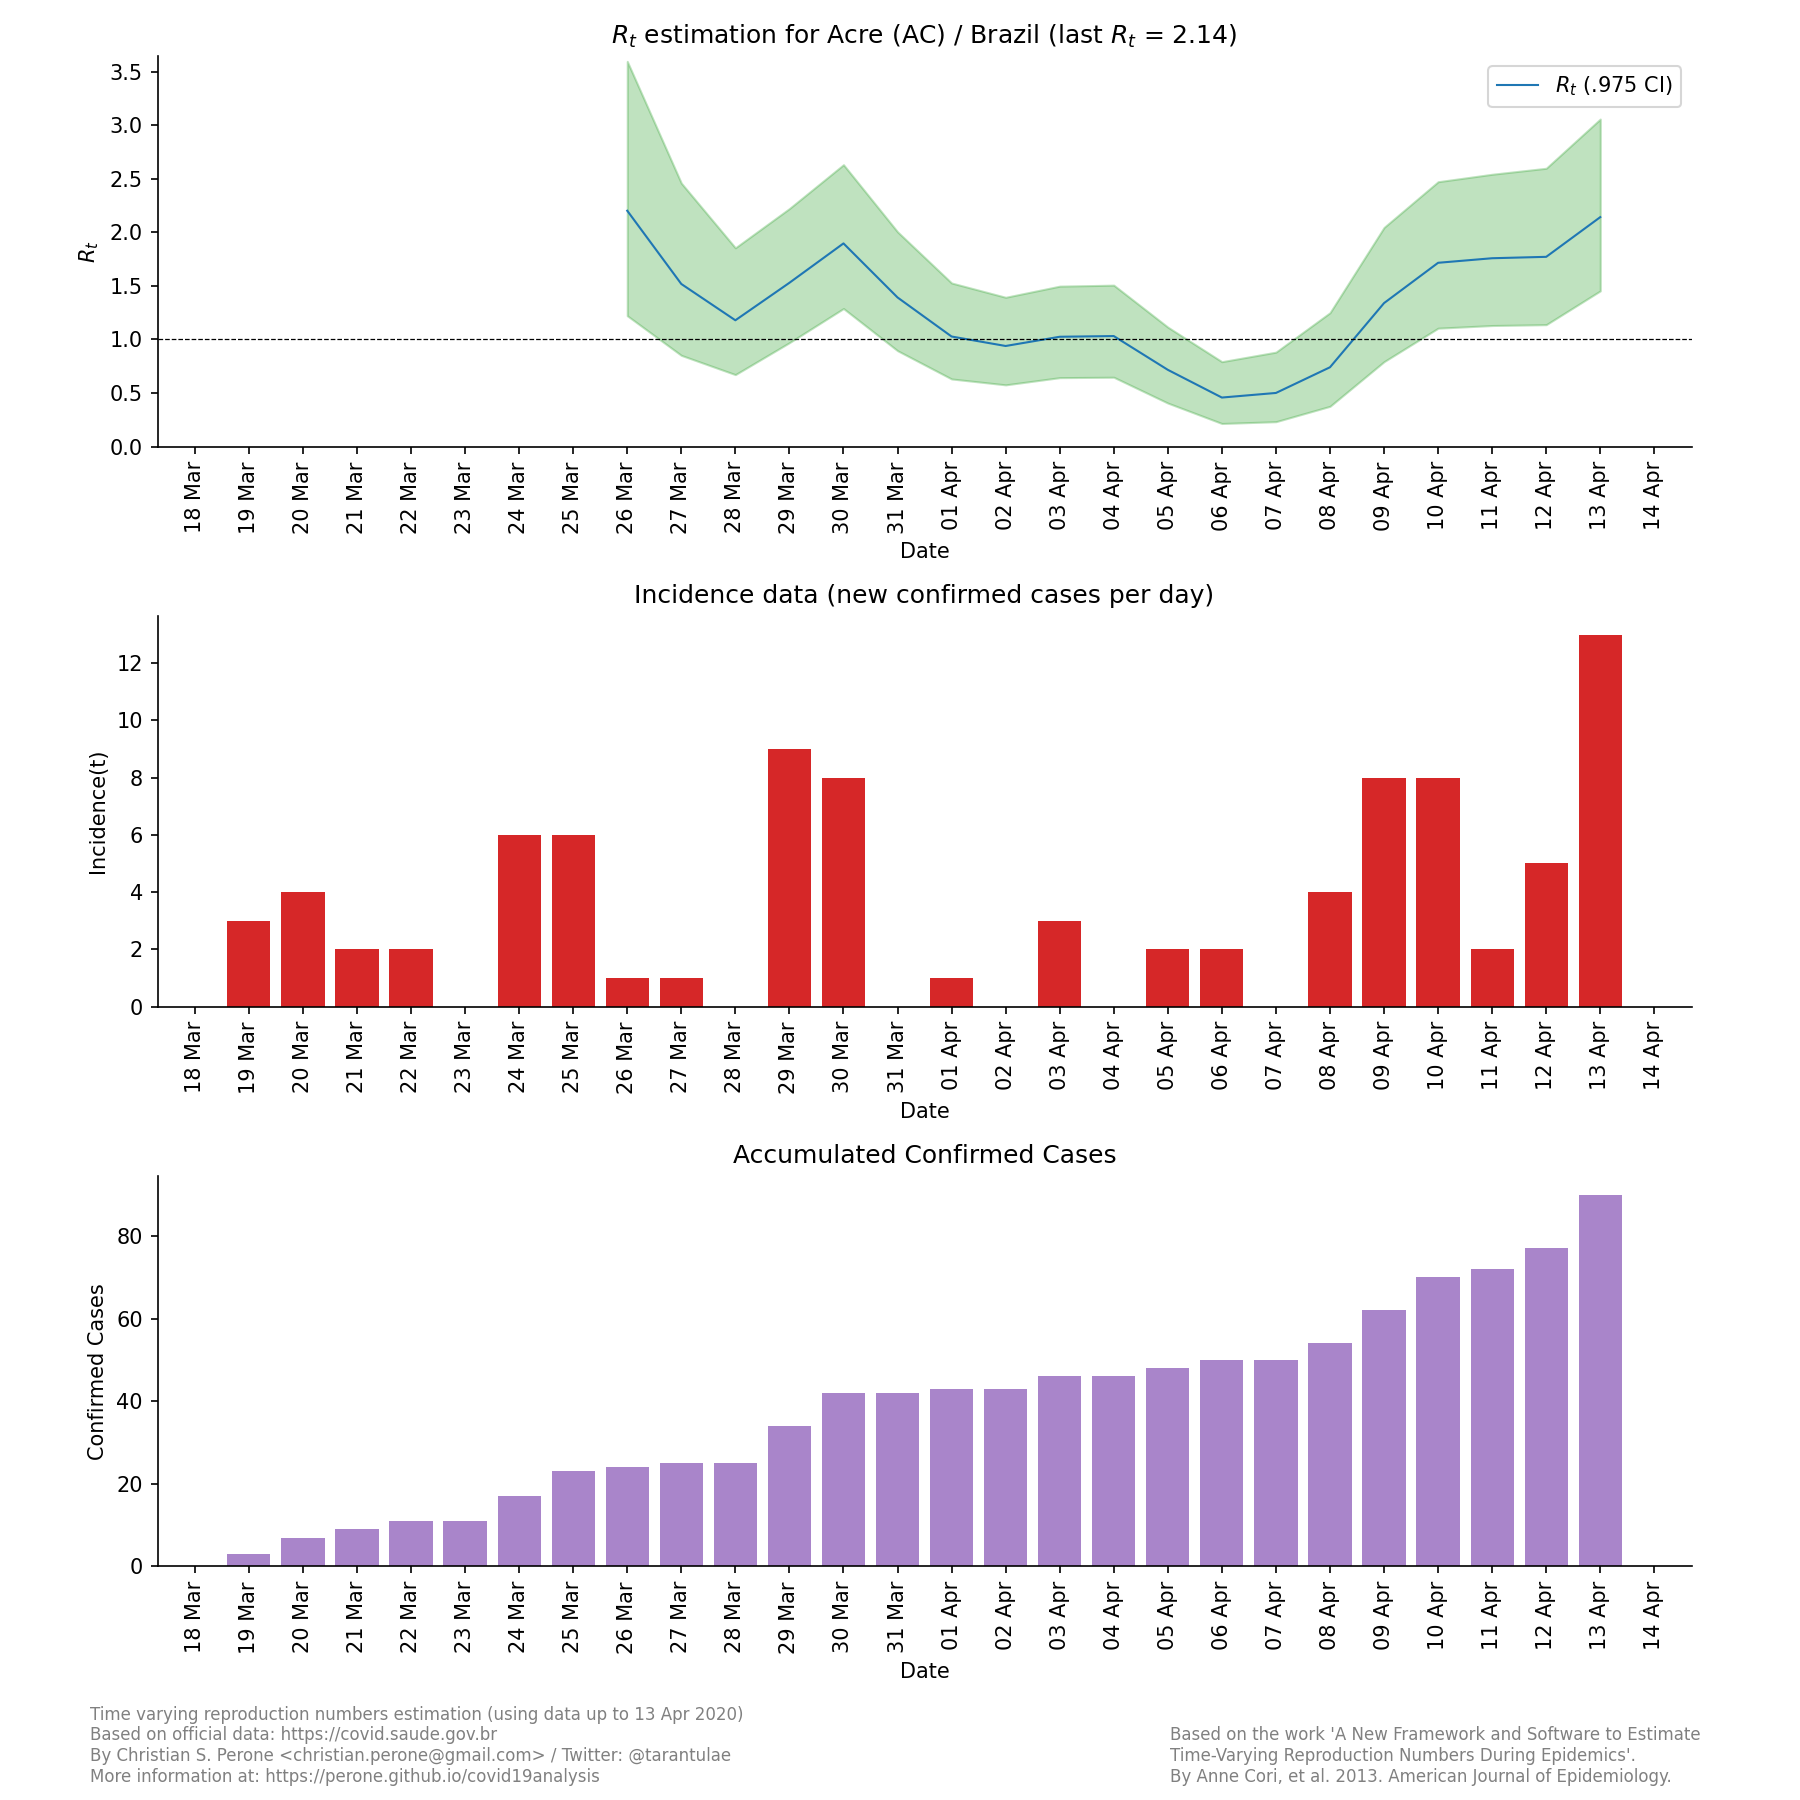 Rt estimation for Acre (AC) / Brazil (last Rt = 2.14)
Rt (.975 CI)
3.5
3.0
2.5
2.0
1.5
1.0
0.5
0.0
Rt
18 Mar
19 Mar
20 Mar
21 Mar
22 Mar
23 Mar
24 Mar
25 Mar
26 Mar
27 Mar
28 Mar
29 Mar
30 Mar
31 Mar
01 Apr
02 Apr
03 Apr
04 Apr
05 Apr
06 Apr
07 Apr
08 Apr
09 Apr
10 Apr
11 Apr
12 Apr
13 Apr
14 Apr
Date
Incidence data (new confirmed cases per day)
12
10
8
6
4
2
0
Incidence(t)
18 Mar
19 Mar
20 Mar
21 Mar
22 Mar
23 Mar
24 Mar
25 Mar
26 Mar
27 Mar
28 Mar
29 Mar
30 Mar
31 Mar
01 Apr
02 Apr
03 Apr
04 Apr
05 Apr
06 Apr
07 Apr
08 Apr
09 Apr
10 Apr
11 Apr
12 Apr
13 Apr
14 Apr
Date
Accumulated Confirmed Cases
80
60
40
20
0
Confirmed Cases
18 Mar
19 Mar
20 Mar
21 Mar
22 Mar
23 Mar
24 Mar
25 Mar
26 Mar
27 Mar
28 Mar
29 Mar
30 Mar
31 Mar
01 Apr
02 Apr
03 Apr
04 Apr
05 Apr
06 Apr
07 Apr
08 Apr
09 Apr
10 Apr
11 Apr
12 Apr
13 Apr
14 Apr
Date
Time varying reproduction numbers estimation (using data up to 13 Apr 2020)
Based on official data: https://covid.saude.gov.br
By Christian S. Perone <christian.perone@gmail.com> / Twitter: @tarantulae
More information at: https://perone.github.io/covid19analysis
Based on the work 'A New Framework and Software to Estimate
Time-Varying Reproduction Numbers During Epidemics'.
By Anne Cori, et al. 2013. American Journal of Epidemiology.